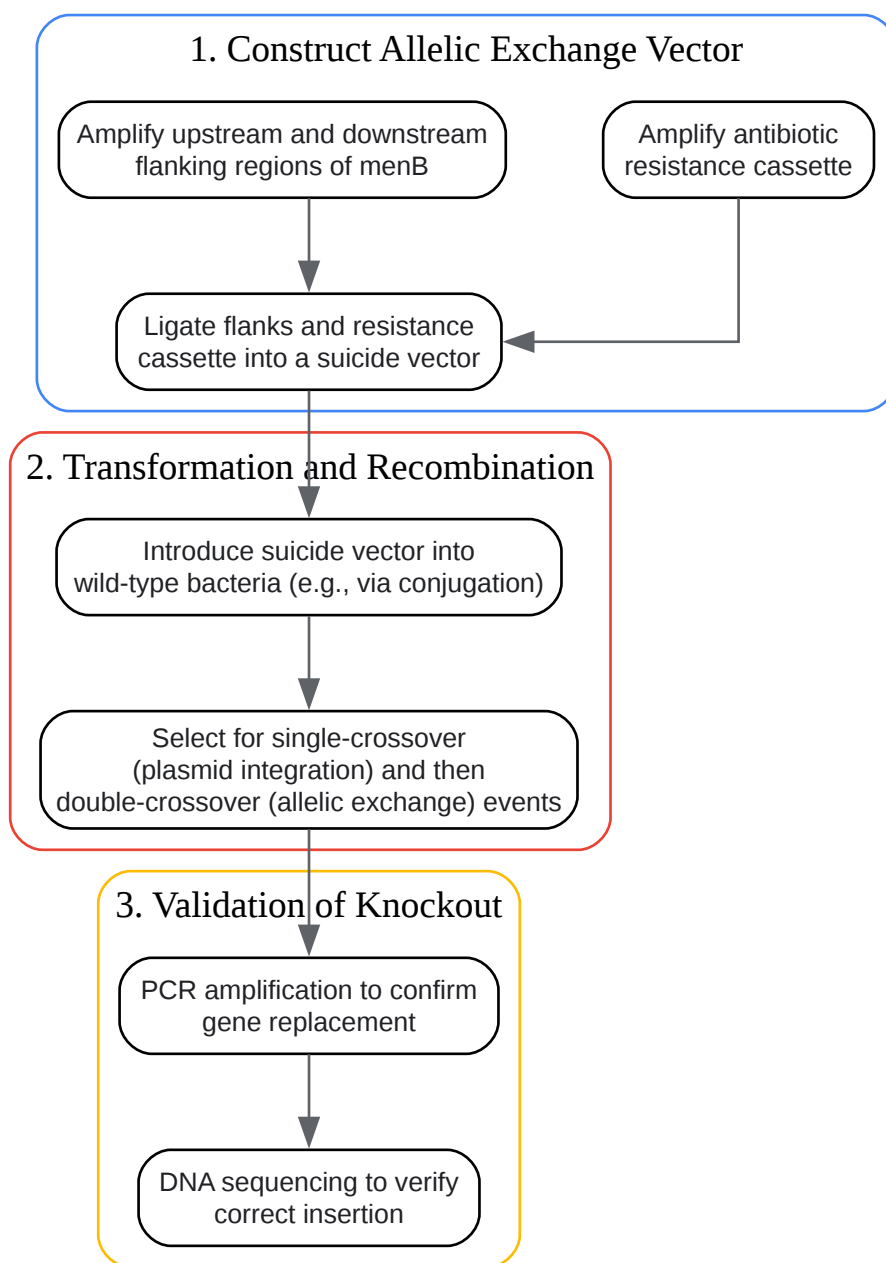 1. Construct Allelic Exchange Vector
Amplify upstream and downstream
flanking regions of menB
Amplify antibiotic
resistance cassette
Ligate flanks and resistance
cassette into a suicide vector
2. Transformation and Recombination
Introduce suicide vector into
wild-type bacteria (e.g., via conjugation)
Select for single-crossover
(plasmid integration) and then
double-crossover (allelic exchange) events
3. Validation of Knockout
PCR amplification to confirm
gene replacement
DNA sequencing to verify
correct insertion